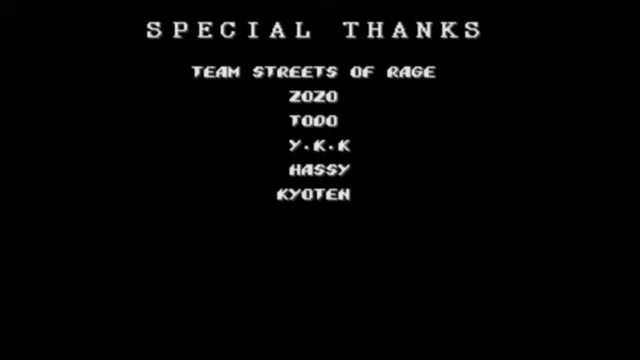 SPECIAL THANKS
TEAM STREETS OF RAGE
ZOZO
TODO
Y.K.K
HASSY
KYOTEN